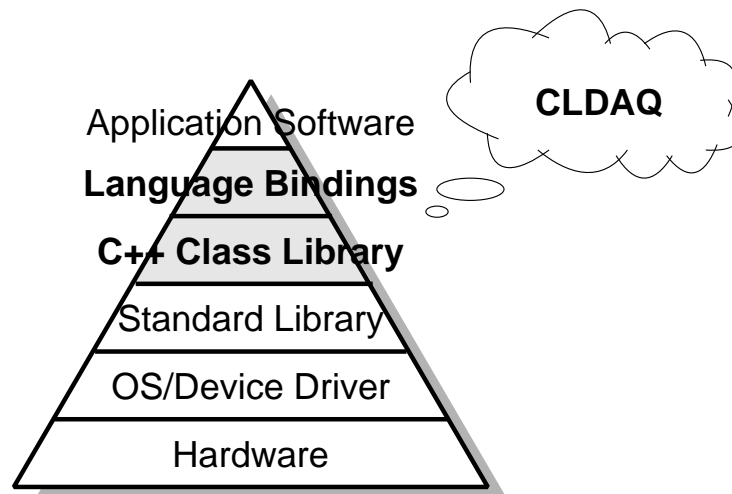 CLDAQ
Application Software
Language Bindings
C++ Class Library
Standard Library
OS/Device Driver
Hardware